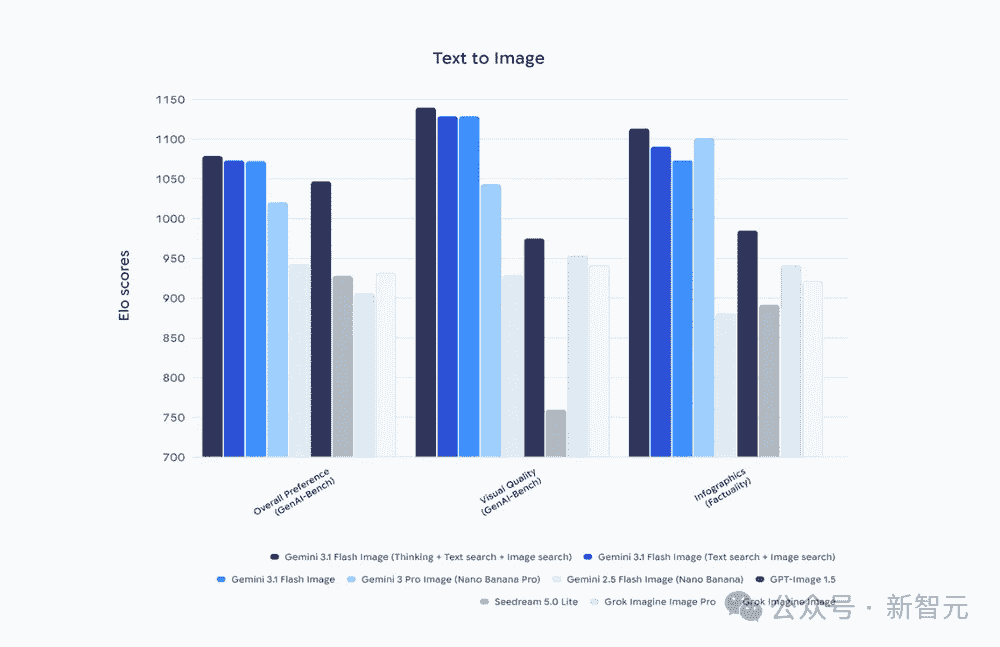 Text to Image
Elo scores
1150
1100
1050
1000
950
900
850
800
750
700
Overall Preference
(GenAI-Bench)
Visual Quality
(GenAI-Bench)
Infographics
(Factuality)
Gemini 3.1 Flash Image (Thinking + Text search + Image search)
Gemini 3.1 Flash Image (Text search + Image search)
Gemini 3.1 Flash Image
Gemini 3 Pro Image (Nano Banana Pro)
Gemini 2.5 Flash Image (Nano Banana)
GPT-Image 1.5
Seedream 5.0 Lite
Grok Imagine Image Pro
Grok Imagine Image
公众号 · 新智元